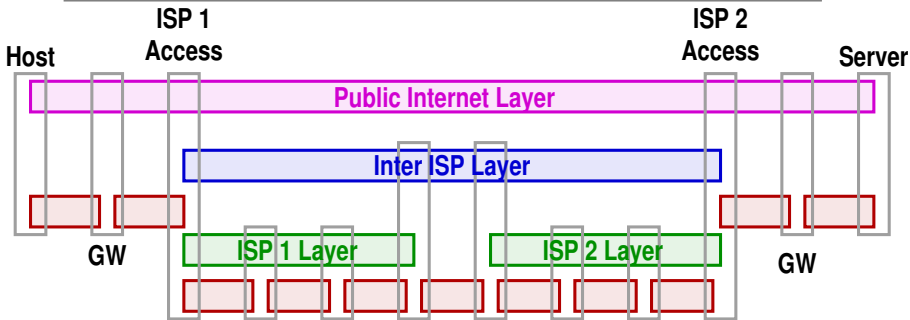 ISP 1
Access
ISP 2
Access
Host
Server
Public Internet Layer
Inter ISP Layer
GW
ISP 1 Layer
ISP 2 Layer
GW